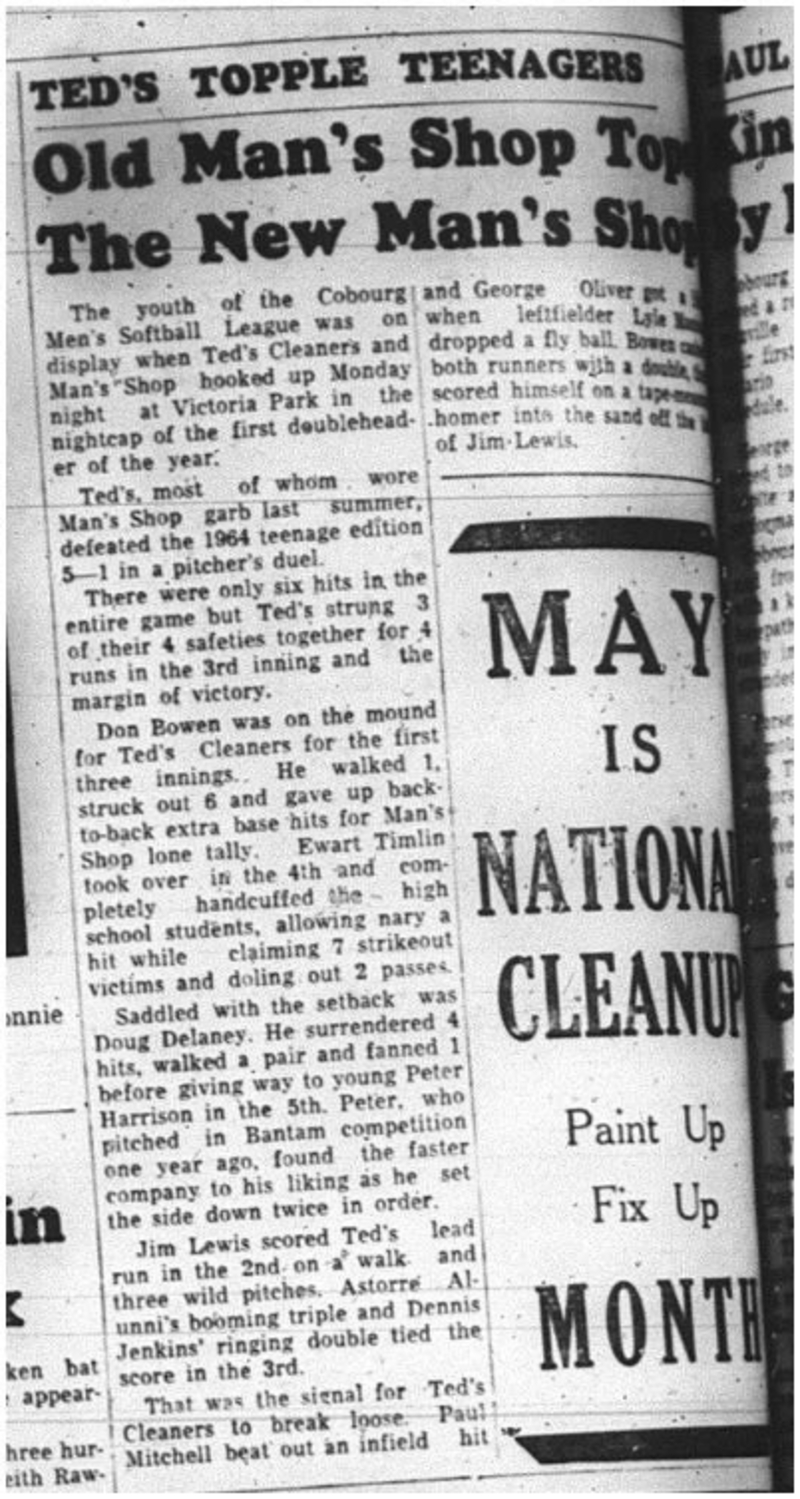 TED'S TOPPLE TEENAGERS
Old Man's Shop Top
The New Man's Shop
The youth of the Cobourg
Men's Softball League was on
display when Ted's Cleaners and
Man's Shop hooked up Monday
night at Victoria Park in the
nightcap of the first doublehead-
er of the year.
Ted's, most of whom wore
Man's Shop garb last summer,
defeated the 1964 teenage edition
5—1 in a pitcher's duel.
There were only six hits in the
entire game but Ted's strung 3
of their 4 safeties together for 4
runs in the 3rd inning and the
margin of victory.
Don Bowen was on the mound
for Ted's Cleaners for the first
three innings. He walked 1,
struck out 6 and gave up back-
to-back extra base hits for Man's
Shop lone tally. Ewart Timlin
took over in the 4th and com-
pletely handcuffed the high
school students, allowing nary a
hit while claiming 7 strikeout
victims and doling out 2 passes.
Saddled with the setback was
Doug Delaney. He surrendered 4
hits, walked a pair and fanned 1
before giving way to young Peter
Harrison in the 5th. Peter, who
pitched in Bantam competition
one year ago, found the faster
company to his liking as he set
the side down twice in order.
Jim Lewis scored Ted's lead
run in the 2nd on a walk and
three wild pitches. Astorre Al-
unni's booming triple and Dennis
Jenkins' ringing double tied the
score in the 3rd.
That was the signal for Ted's
Cleaners to break loose. Paul
Mitchell beat out an infield hit
and George Oliver got a
when leftfielder Lyle
dropped a fly ball. Bowen
both runners with a double,
scored himself on a
homer into the sand off the
of Jim Lewis.
MAY
IS
NATIONAL
CLEANUP
Paint Up
Fix Up
MONTH
AUL
Kin
By
onnie
in
ken bat
appear-
hree hur-
eith Raw-